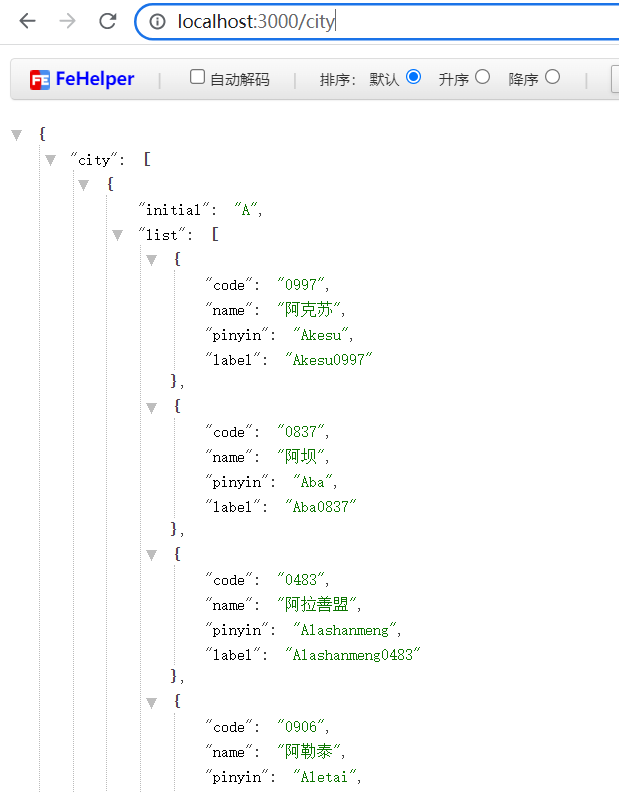 localhost:3000/city
FeHelper | 自动解码 | 排序: 默认 升序 降序 |
{
"city": [
{
"initial": "A",
"list": [
{
"code": "0997",
"name": "阿克苏",
"pinyin": "Akesu",
"label": "Akesu0997"
},
{
"code": "0837",
"name": "阿坝",
"pinyin": "Aba",
"label": "Aba0837"
},
{
"code": "0483",
"name": "阿拉善盟",
"pinyin": "Alashanmeng",
"label": "Alashanmeng0483"
},
{
"code": "0906",
"name": "阿勒泰",
"pinyin": "Aletai",